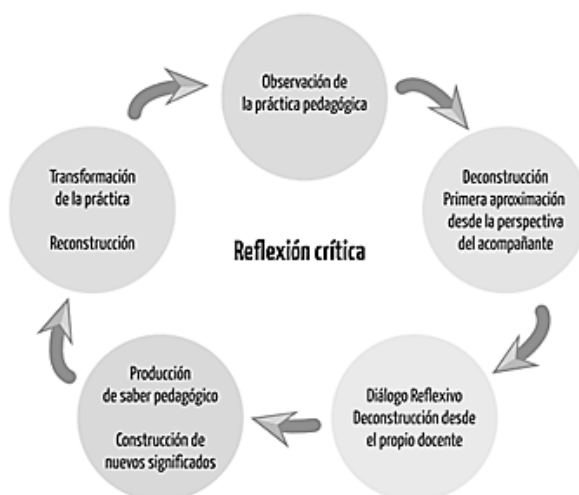 Observación de
la práctica pedagógica
Deconstrucción
Primera aproximación
desde la perspectiva
del acompañante
Diálogo Reflexivo
Deconstrucción desde
el propio docente
Producción
de saber pedagógico
Construcción de
nuevos significados
Transformación
de la práctica
Reconstrucción
Reflexión crítica